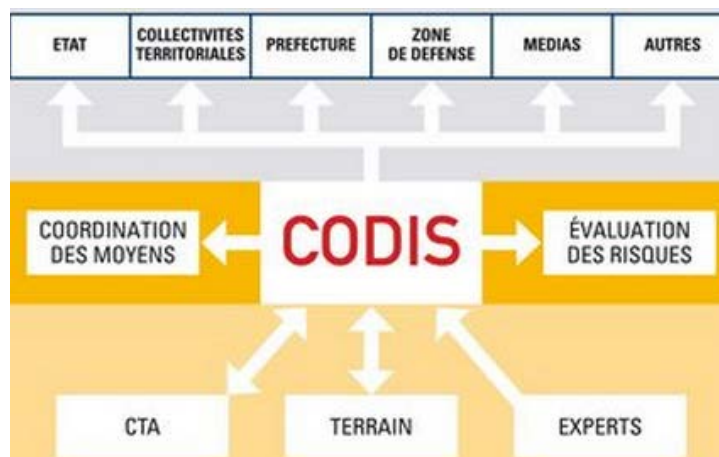 ETAT
COLLECTIVITES
TERRITORIALES
PREFECTURE
ZONE
DE DEFENSE
MEDIAS
AUTRES
COORDINATION
DES MOYENS
CODIS
ÉVALUATION
DES RISQUES
CTA
TERRAIN
EXPERTS